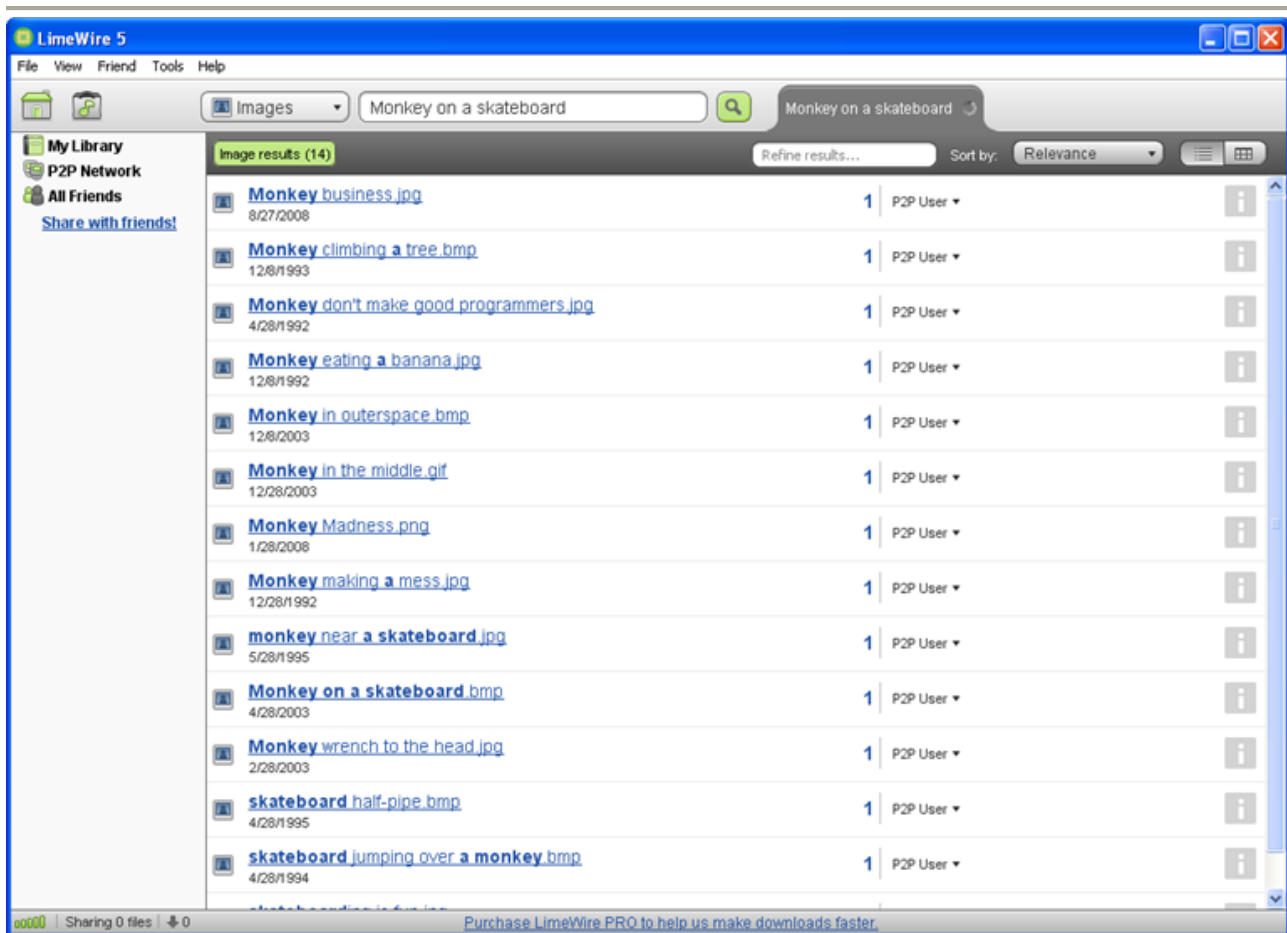 LimeWire 5
File View Friend Tools Help
Images Monkey on a skateboard Monkey on a skateboard
My Library
P2P Network
All Friends
Share with friends!
Image results (14) Refine results... Sort by: Relevance
Monkey business.jpg 1 P2P User
8/27/2008
Monkey climbing a tree.bmp 1 P2P User
12/8/1993
Monkey don't make good programmers.jpg 1 P2P User
4/28/1992
Monkey eating a banana.jpg 1 P2P User
12/8/1992
Monkey in outerspace.bmp 1 P2P User
12/8/2003
Monkey in the middle.gif 1 P2P User
12/28/2003
Monkey Madness.png 1 P2P User
1/28/2008
Monkey making a mess.jpg 1 P2P User
12/28/1992
monkey near a skateboard.jpg 1 P2P User
5/28/1995
Monkey on a skateboard.bmp 1 P2P User
4/28/2003
Monkey wrench to the head.jpg 1 P2P User
2/28/2003
skateboard half-pipe.bmp 1 P2P User
4/28/1995
skateboard jumping over a monkey.bmp 1 P2P User
4/28/1994
Sharing 0 files 0 Purchase LimeWire PRO to help us make downloads faster.